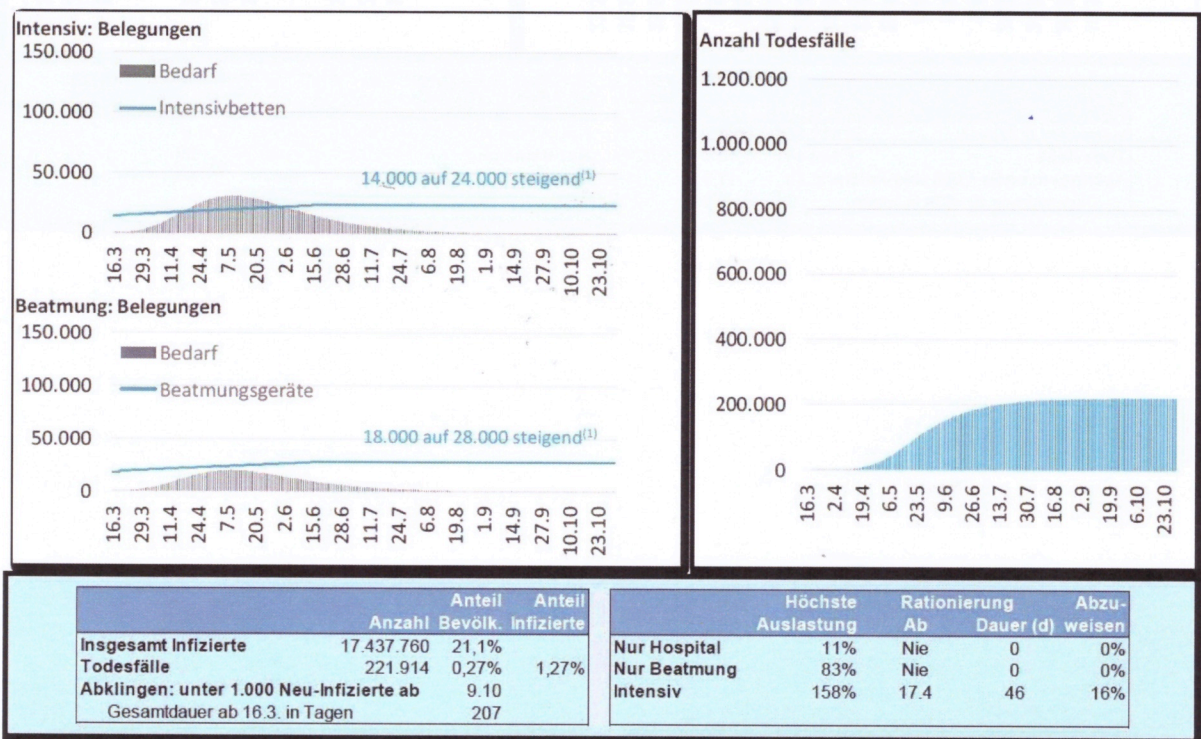 Intensiv: Belegungen
150.000
Bedarf
100.000
Intensivbetten
50.000
14.000 auf 24.000 steigend(1)
0
16.3 29.3 11.4 24.4 7.5 20.5 2.6 15.6 28.6 11.7 24.7 6.8 19.8 1.9 14.9 27.9 10.10 23.10
Beatmung: Belegungen
150.000
Bedarf
100.000
Beatmungsgeräte
50.000
18.000 auf 28.000 steigend(1)
0
16.3 29.3 11.4 24.4 7.5 20.5 2.6 15.6 28.6 11.7 24.7 6.8 19.8 1.9 14.9 27.9 10.10 23.10
Anzahl Todesfälle
1.200.000
1.000.000
800.000
600.000
400.000
200.000
0
16.3 2.4 19.4 6.5 23.5 9.6 26.6 13.7 30.7 16.8 2.9 19.9 6.10 23.10
Anteil Anteil
Anzahl Bevölk. Infizierte
Insgesamt Infizierte 17.437.760 21,1%
Todesfälle 221.914 0,27% 1,27%
Abklingen: unter 1.000 Neu-Infizierte ab 9.10
Gesamtdauer ab 16.3. in Tagen 207
Höchste Rationierung Abzu-
Auslastung Ab Dauer (d) weisen
Nur Hospital 11% Nie 0 0%
Nur Beatmung 83% Nie 0 0%
Intensiv 158% 17.4 46 16%